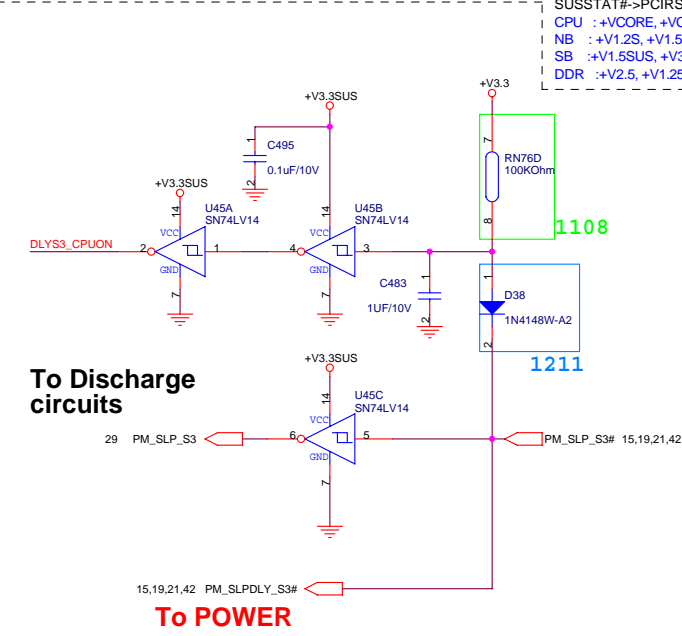 SUSSTAT#->PCIRS
CPU : +VCORE, +VC
NB : +V1.2S, +V1.5
SB : +V1.5SUS, +V3
DDR :+V2.5, +V1.25
+V3.3
+V3.3SUS
1
C495
0.1uF/10V
2
7
RN76D
100KOhm
8
1108
+V3.3SUS
14
U45A
SN74LV14
VCC
GND
DLYS3_CPUON
2
1
7
14
U45B
SN74LV14
VCC
GND
4
3
7
C483
1UF/10V
1
2
1
D38
1N4148W-A2
2
1211
To Discharge
circuits
+V3.3SUS
14
U45C
SN74LV14
VCC
GND
29 PM_SLP_S3
6
5
7
PM_SLP_S3# 15,19,21,42
15,19,21,42 PM_SLPDLY_S3#
To POWER